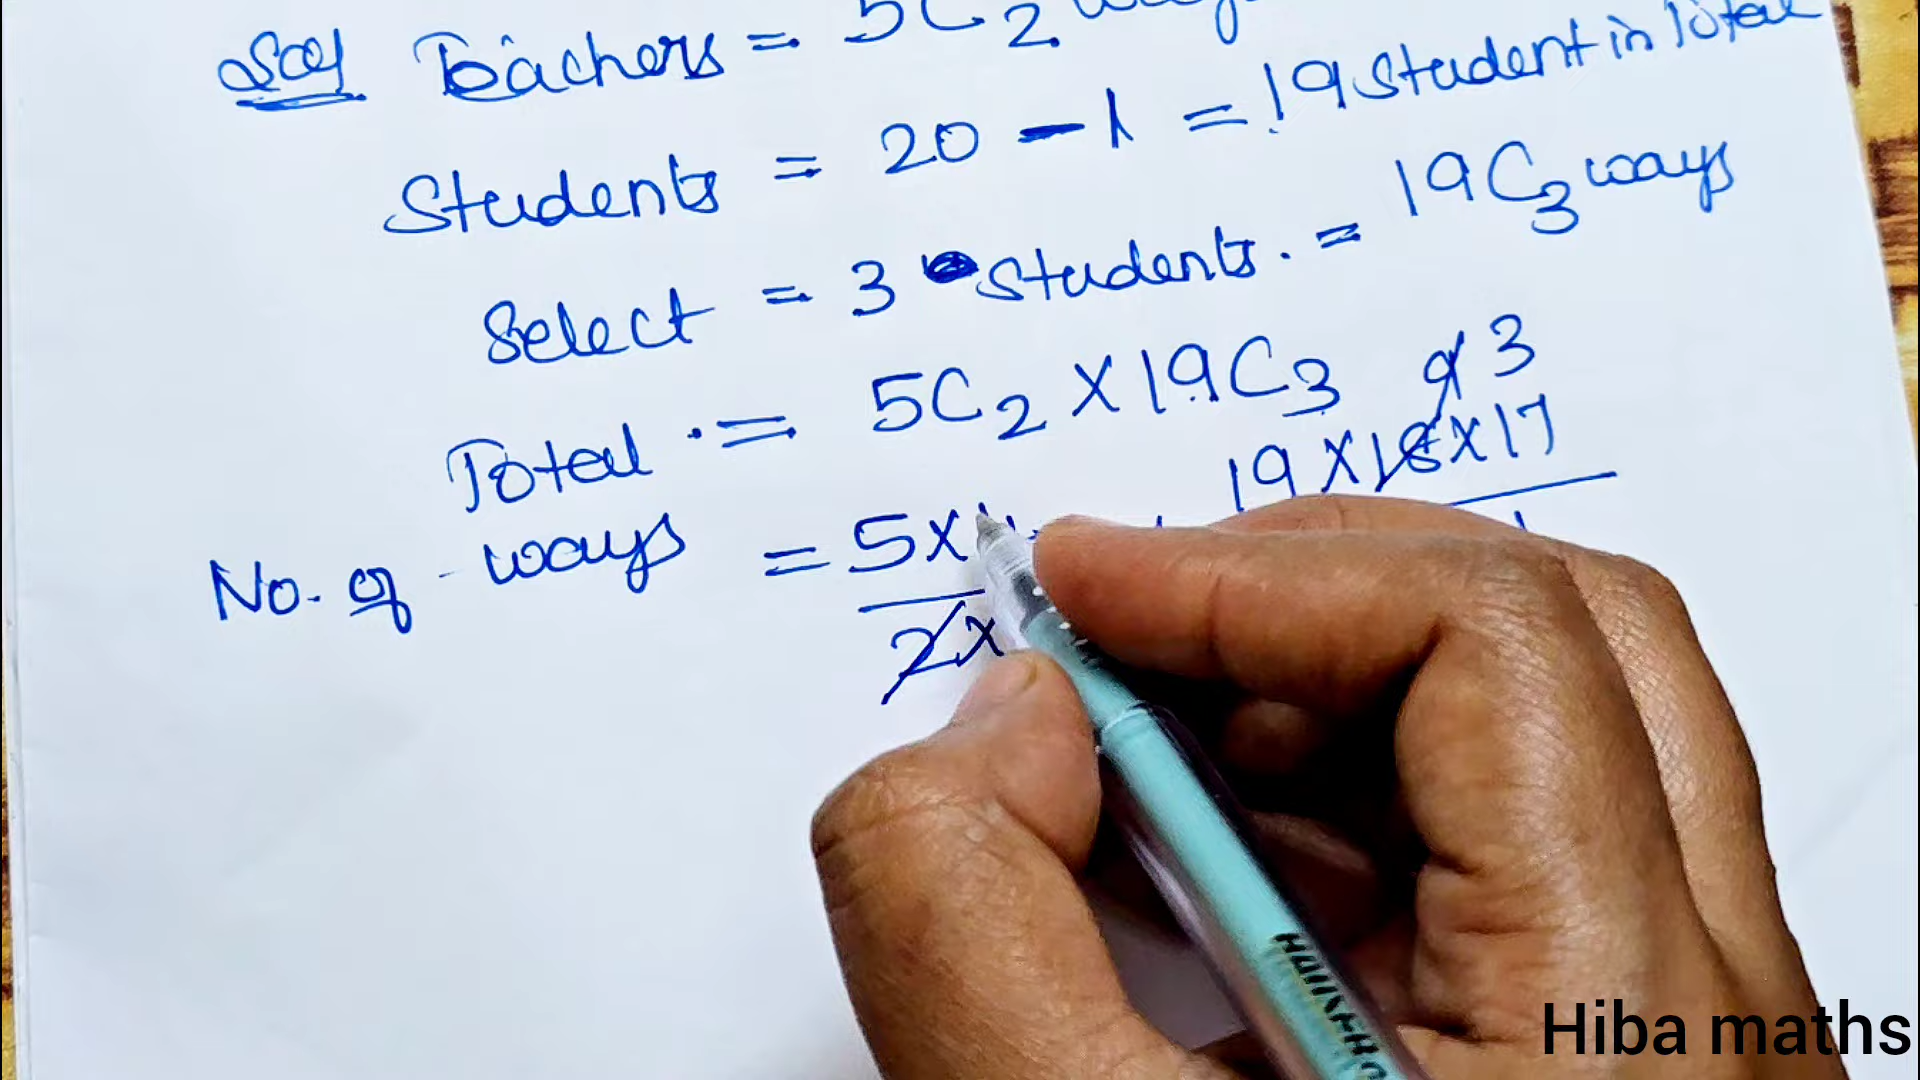 Sol Teachers = 5C2
Students = 20 - 1 = 19 Student in Total
Select = 3 Students. = 19C3 ways
Total = 5C2 X 19C3
No. of ways = 5 X
19 X 18 X 17
9 3
2 X
Hiba maths